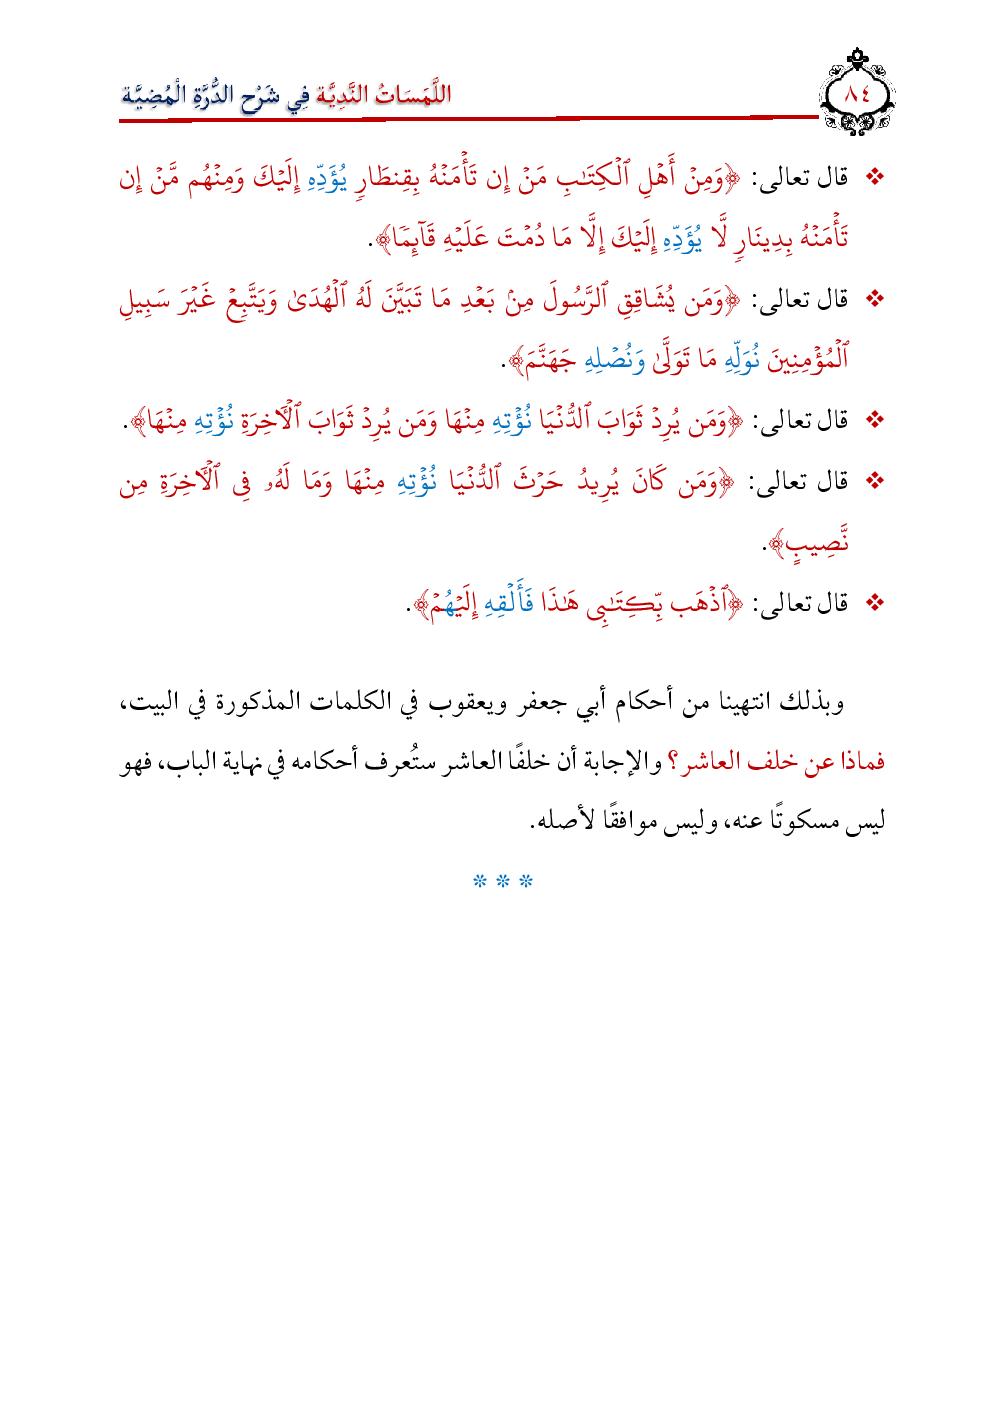 ٨٤
اللَّمَسَاتُ النَّدِيَّة فِي شَرْح الدُّرَّةِ الْمُضِيَّة
❖ قال تعالى: ﴿وَمِنۡ أَهۡلِ ٱلۡكِتَٰبِ مَنۡ إِن تَأۡمَنۡهُ بِقِنطَارٖ يُؤَدِّهِ إِلَيۡكَ وَمِنۡهُم مَّنۡ إِن
تَأۡمَنۡهُ بِدِينَارٖ لَّا يُؤَدِّهِ إِلَيۡكَ إِلَّا مَا دُمۡتَ عَلَيۡهِ قَآئِمٗا﴾.
❖ قال تعالى: ﴿وَمَن يُشَاقِقِ ٱلرَّسُولَ مِنۢ بَعۡدِ مَا تَبَيَّنَ لَهُ ٱلۡهُدَىٰ وَيَتَّبِعۡ غَيۡرَ سَبِيلِ
ٱلۡمُؤۡمِنِينَ نُوَلِّهِ مَا تَوَلَّىٰ وَنُصۡلِهِ جَهَنَّمَ﴾.
❖ قال تعالى: ﴿وَمَن يُرِدۡ ثَوَابَ ٱلدُّنۡيَا نُؤۡتِهِ مِنۡهَا وَمَن يُرِدۡ ثَوَابَ ٱلۡأٓخِرَةِ نُؤۡتِهِ مِنۡهَا﴾.
❖ قال تعالى: ﴿وَمَن كَانَ يُرِيدُ حَرۡثَ ٱلدُّنۡيَا نُؤۡتِهِ مِنۡهَا وَمَا لَهُۥ فِي ٱلۡأٓخِرَةِ مِن
نَّصِيبٍ﴾.
❖ قال تعالى: ﴿ٱذۡهَب بِّكِتَٰبِي هَٰذَا فَأَلۡقِهِ إِلَيۡهُمۡ﴾.
وبذلك انتهينا من أحكام أبي جعفر ويعقوب في الكلمات المذكورة في البيت،
فماذا عن خلف العاشر؟ والإجابة أن خلفًا العاشر ستُعرف أحكامه في نهاية الباب، فهو
ليس مسكوتًا عنه، وليس موافقًا لأصله.
* * *